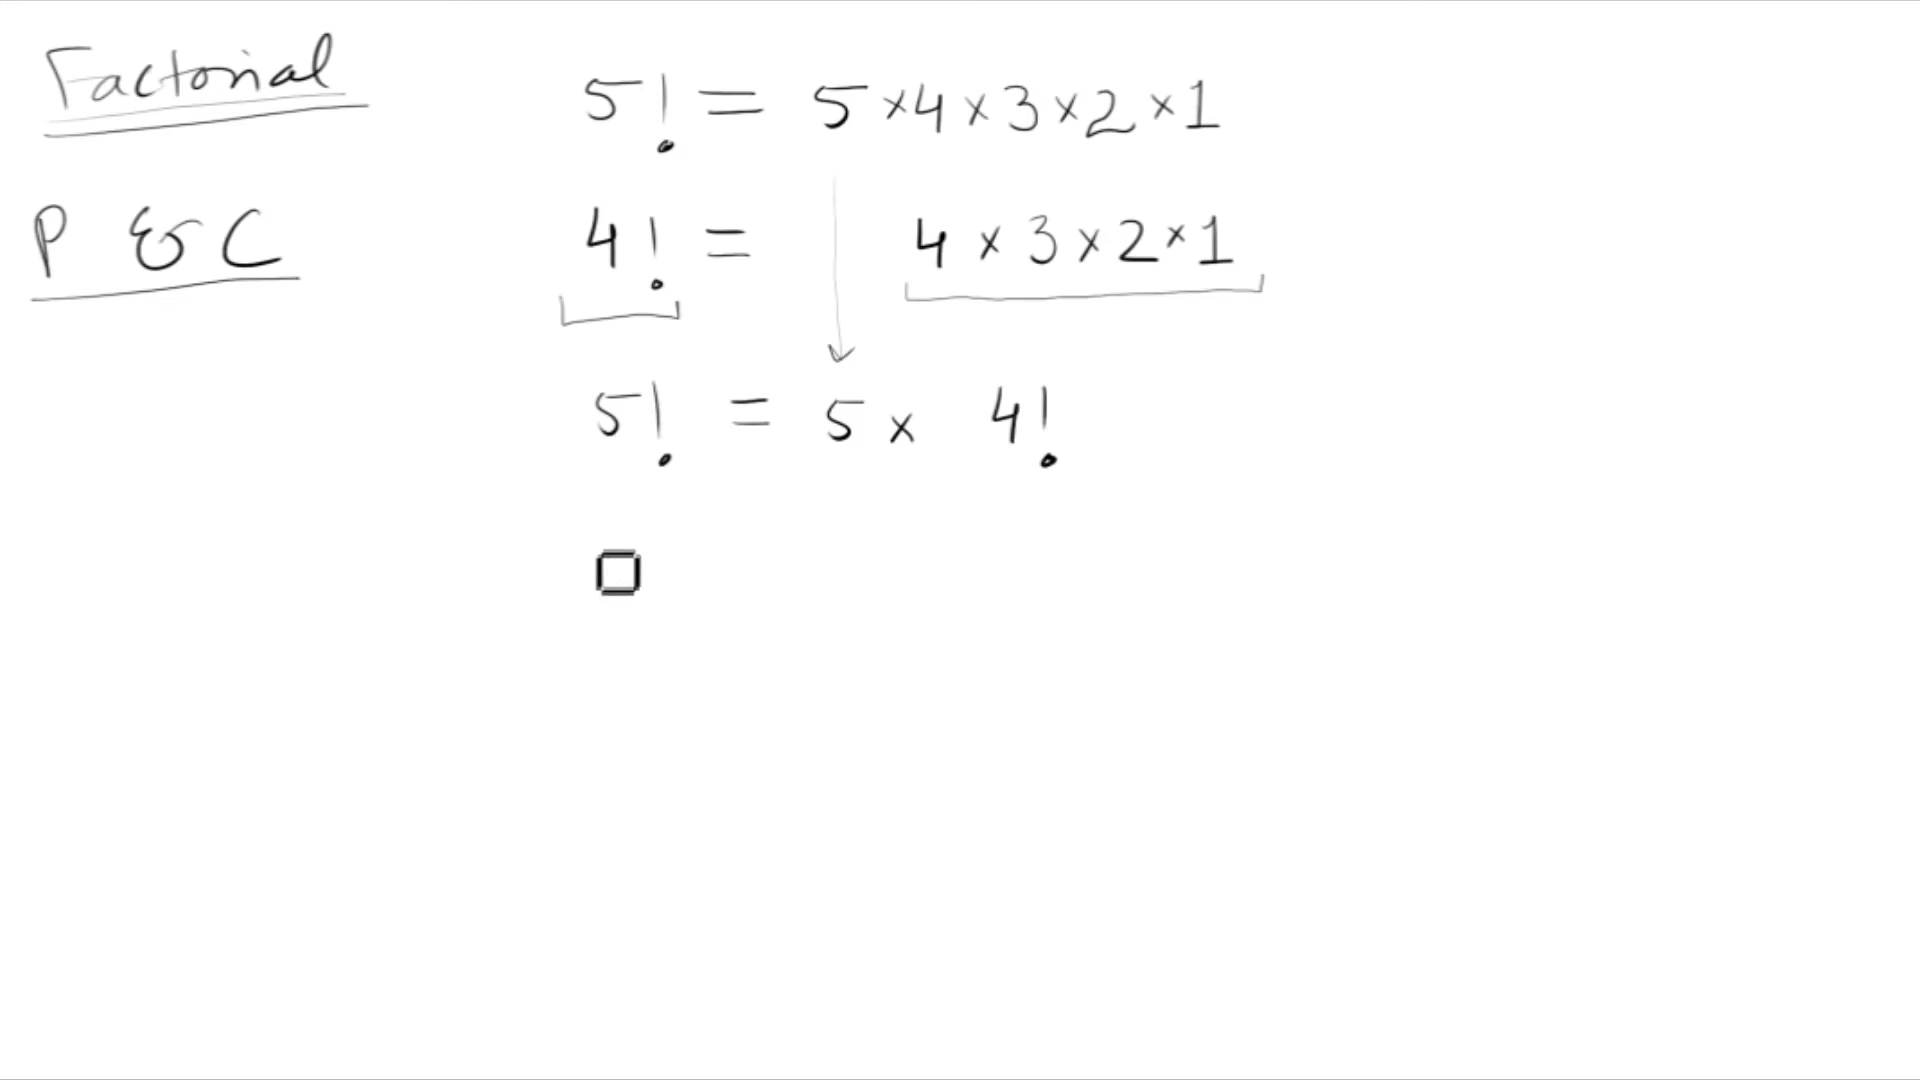 Factorial
P & C
5! = 5 × 4 × 3 × 2 × 1
4! = 4 × 3 × 2 × 1
5! = 5 × 4!